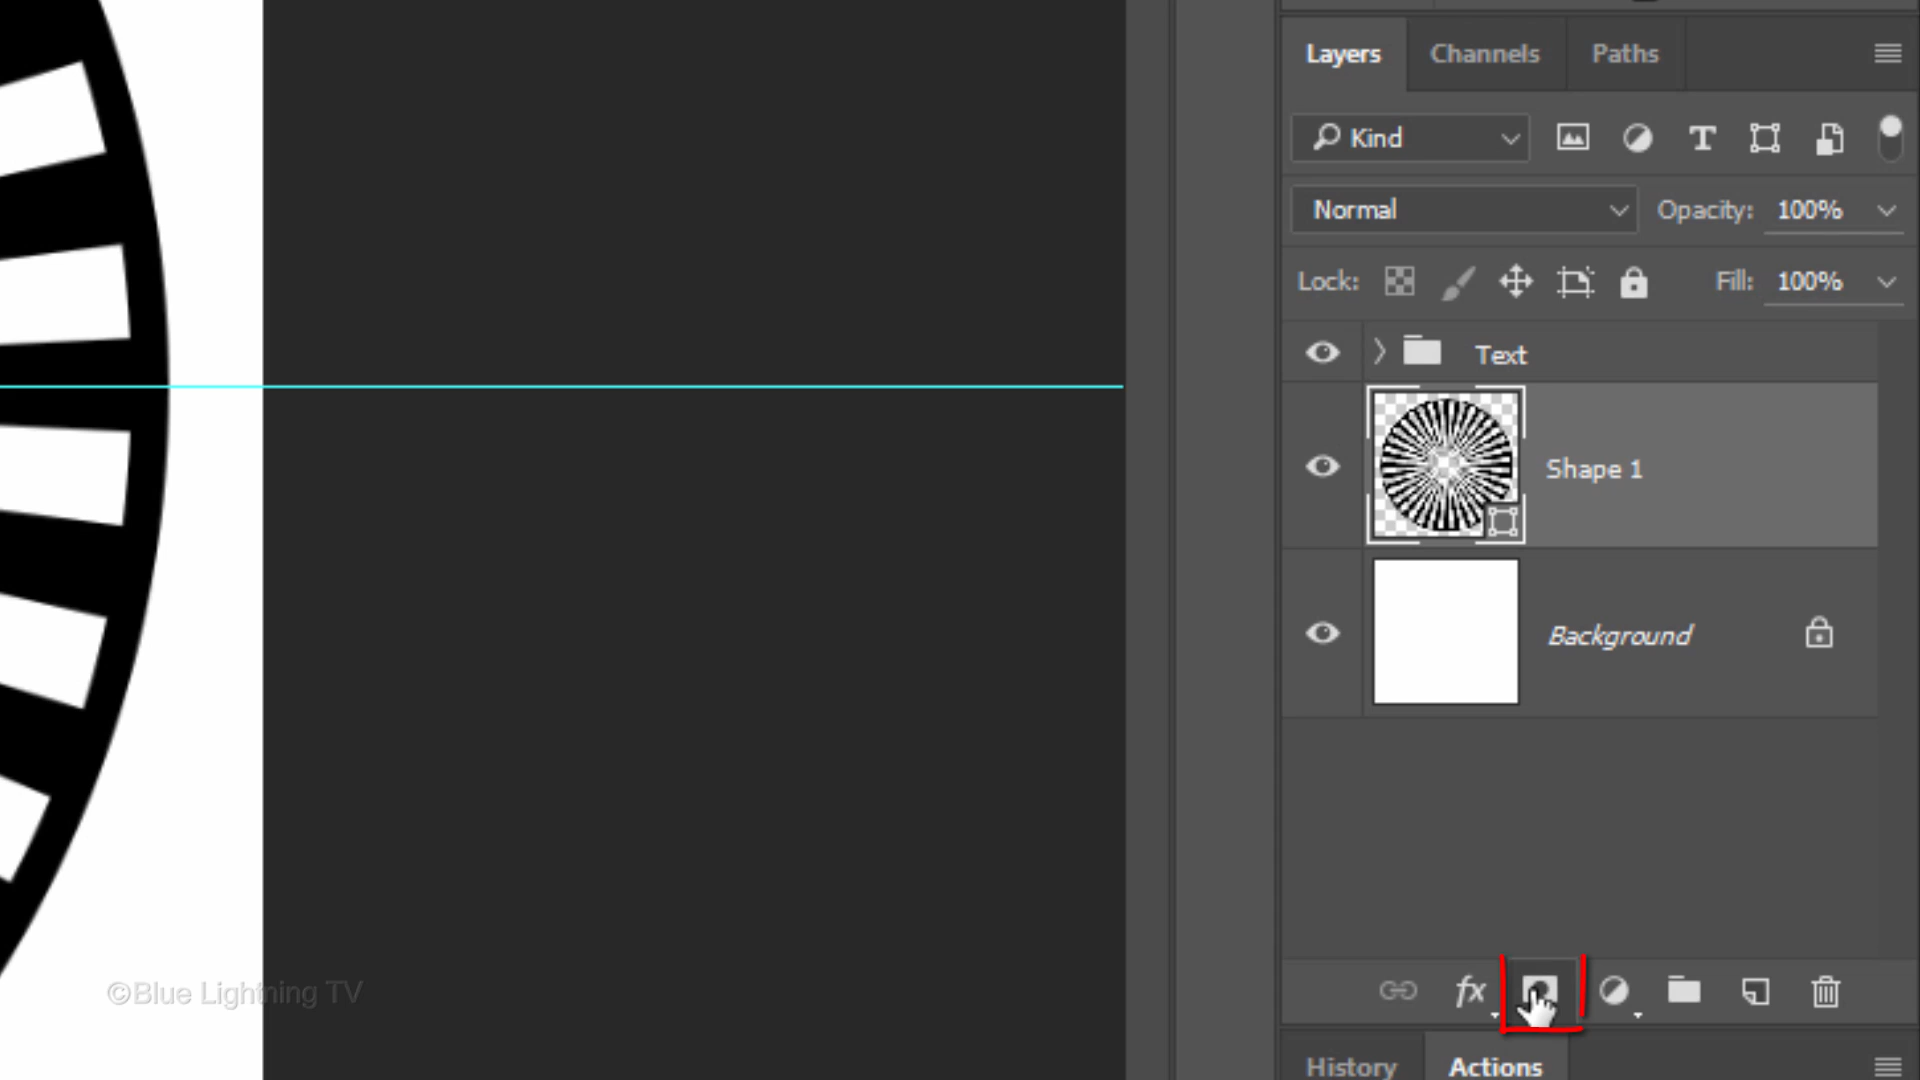 Layers Channels Paths
Kind
Normal Opacity: 100%
Lock: Fill: 100%
Text
Shape 1
Background
fx
©Blue Lightning TV
History Actions